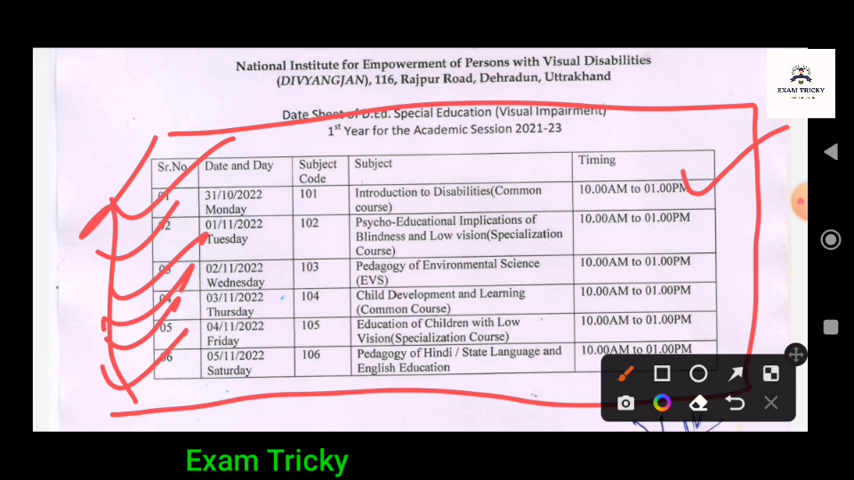 National Institute for Empowerment of Persons with Visual Disabilities
(DIVYANGJAN), 116, Rajpur Road, Dehradun, Uttrakhand
EXAM TRICKY
Date Sheet of D.Ed. Special Education (Visual Impairment)
1st Year for the Academic Session 2021-23
Sr.No Date and Day Subject Code Subject Timing
01 31/10/2022 Monday 101 Introduction to Disabilities(Common course) 10.00AM to 01.00PM
02 01/11/2022 Tuesday 102 Psycho-Educational Implications of Blindness and Low vision(Specialization Course) 10.00AM to 01.00PM
03 02/11/2022 Wednesday 103 Pedagogy of Environmental Science (EVS) 10.00AM to 01.00PM
04 03/11/2022 Thursday 104 Child Development and Learning (Common Course) 10.00AM to 01.00PM
05 04/11/2022 Friday 105 Education of Children with Low Vision(Specialization Course) 10.00AM to 01.00PM
06 05/11/2022 Saturday 106 Pedagogy of Hindi / State Language and English Education 10.00AM to 01.00PM
Exam Tricky